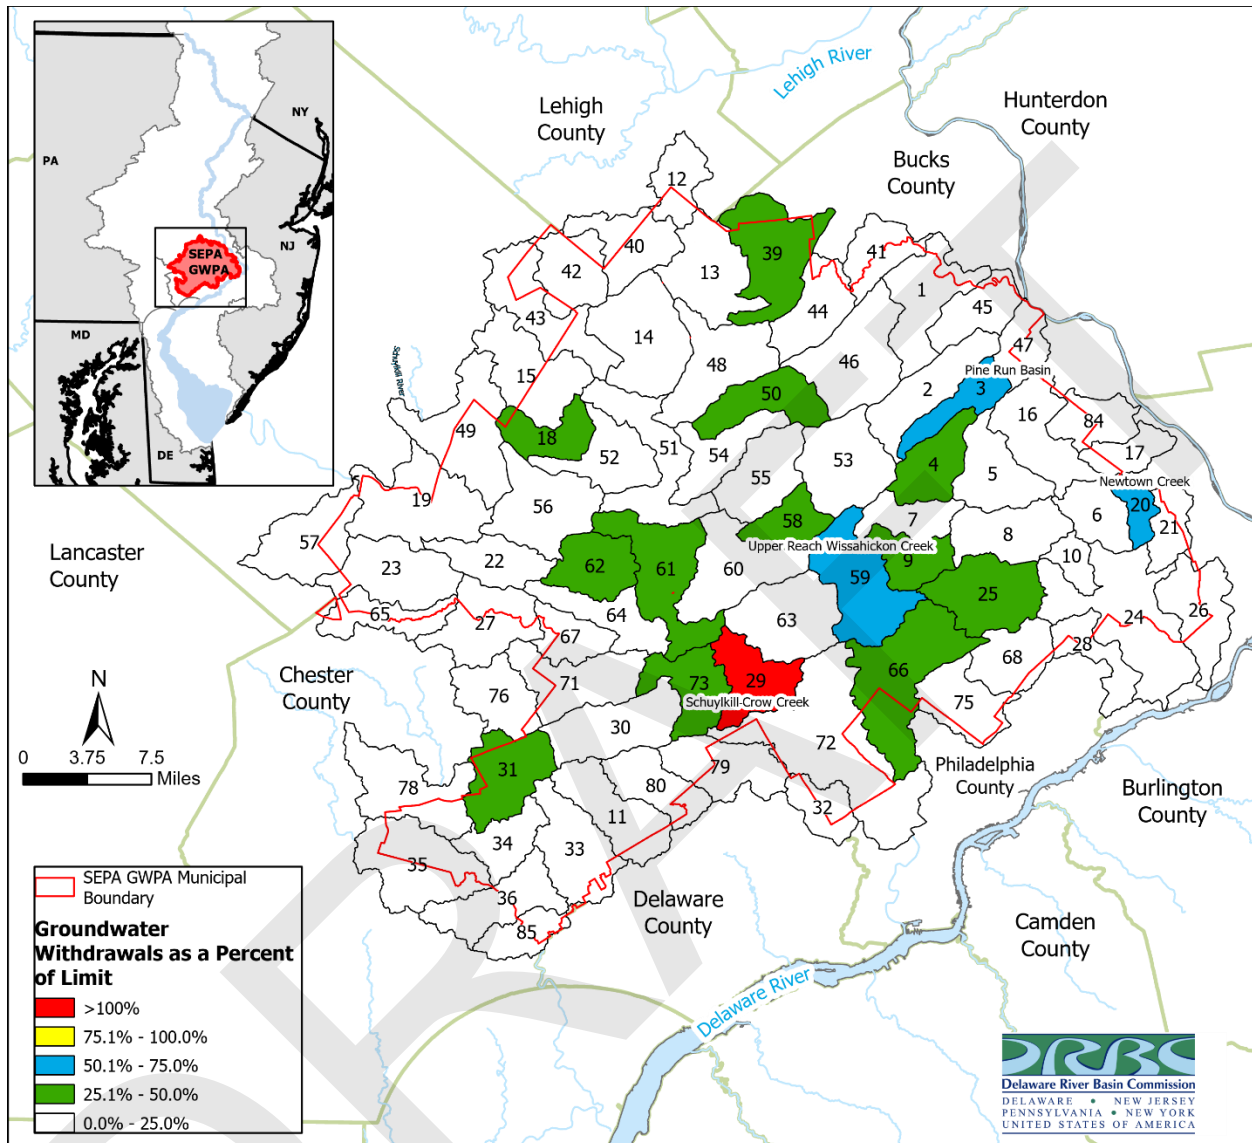 NY
PA
NJ
SEPA
GWPA
MD
DE
Lehigh River
Lehigh
County
Hunterdon
County
Bucks
County
12
40
39
41
42
13
1
44
45
43
14
47
46
48
15
Pine Run Basin
3
2
50
16
Schuylkill River
84
49
18
51
54
53
52
4
17
55
5
Newtown Creek
19
56
20
58
7
6
21
8
57
Upper Reach Wissahickon Creek
Lancaster
County
22
10
9
62
61
60
23
59
25
65
64
26
24
27
63
67
28
68
66
Chester
County
N
71
73
29
76
75
Schuylkill-Crow Creek
30
72
0 3.75 7.5
Miles
31
79
Philadelphia
County
78
80
Burlington
County
32
11
34
33
35
36
Delaware
County
85
Camden
County
Delaware River
SEPA GWPA Municipal
Boundary
Groundwater
Withdrawals as a Percent
of Limit
>100%
75.1% - 100.0%
50.1% - 75.0%
25.1% - 50.0%
0.0% - 25.0%
DRAFT
DRBC
Delaware River Basin Commission
DELAWARE • NEW JERSEY
PENNSYLVANIA • NEW YORK
UNITED STATES OF AMERICA